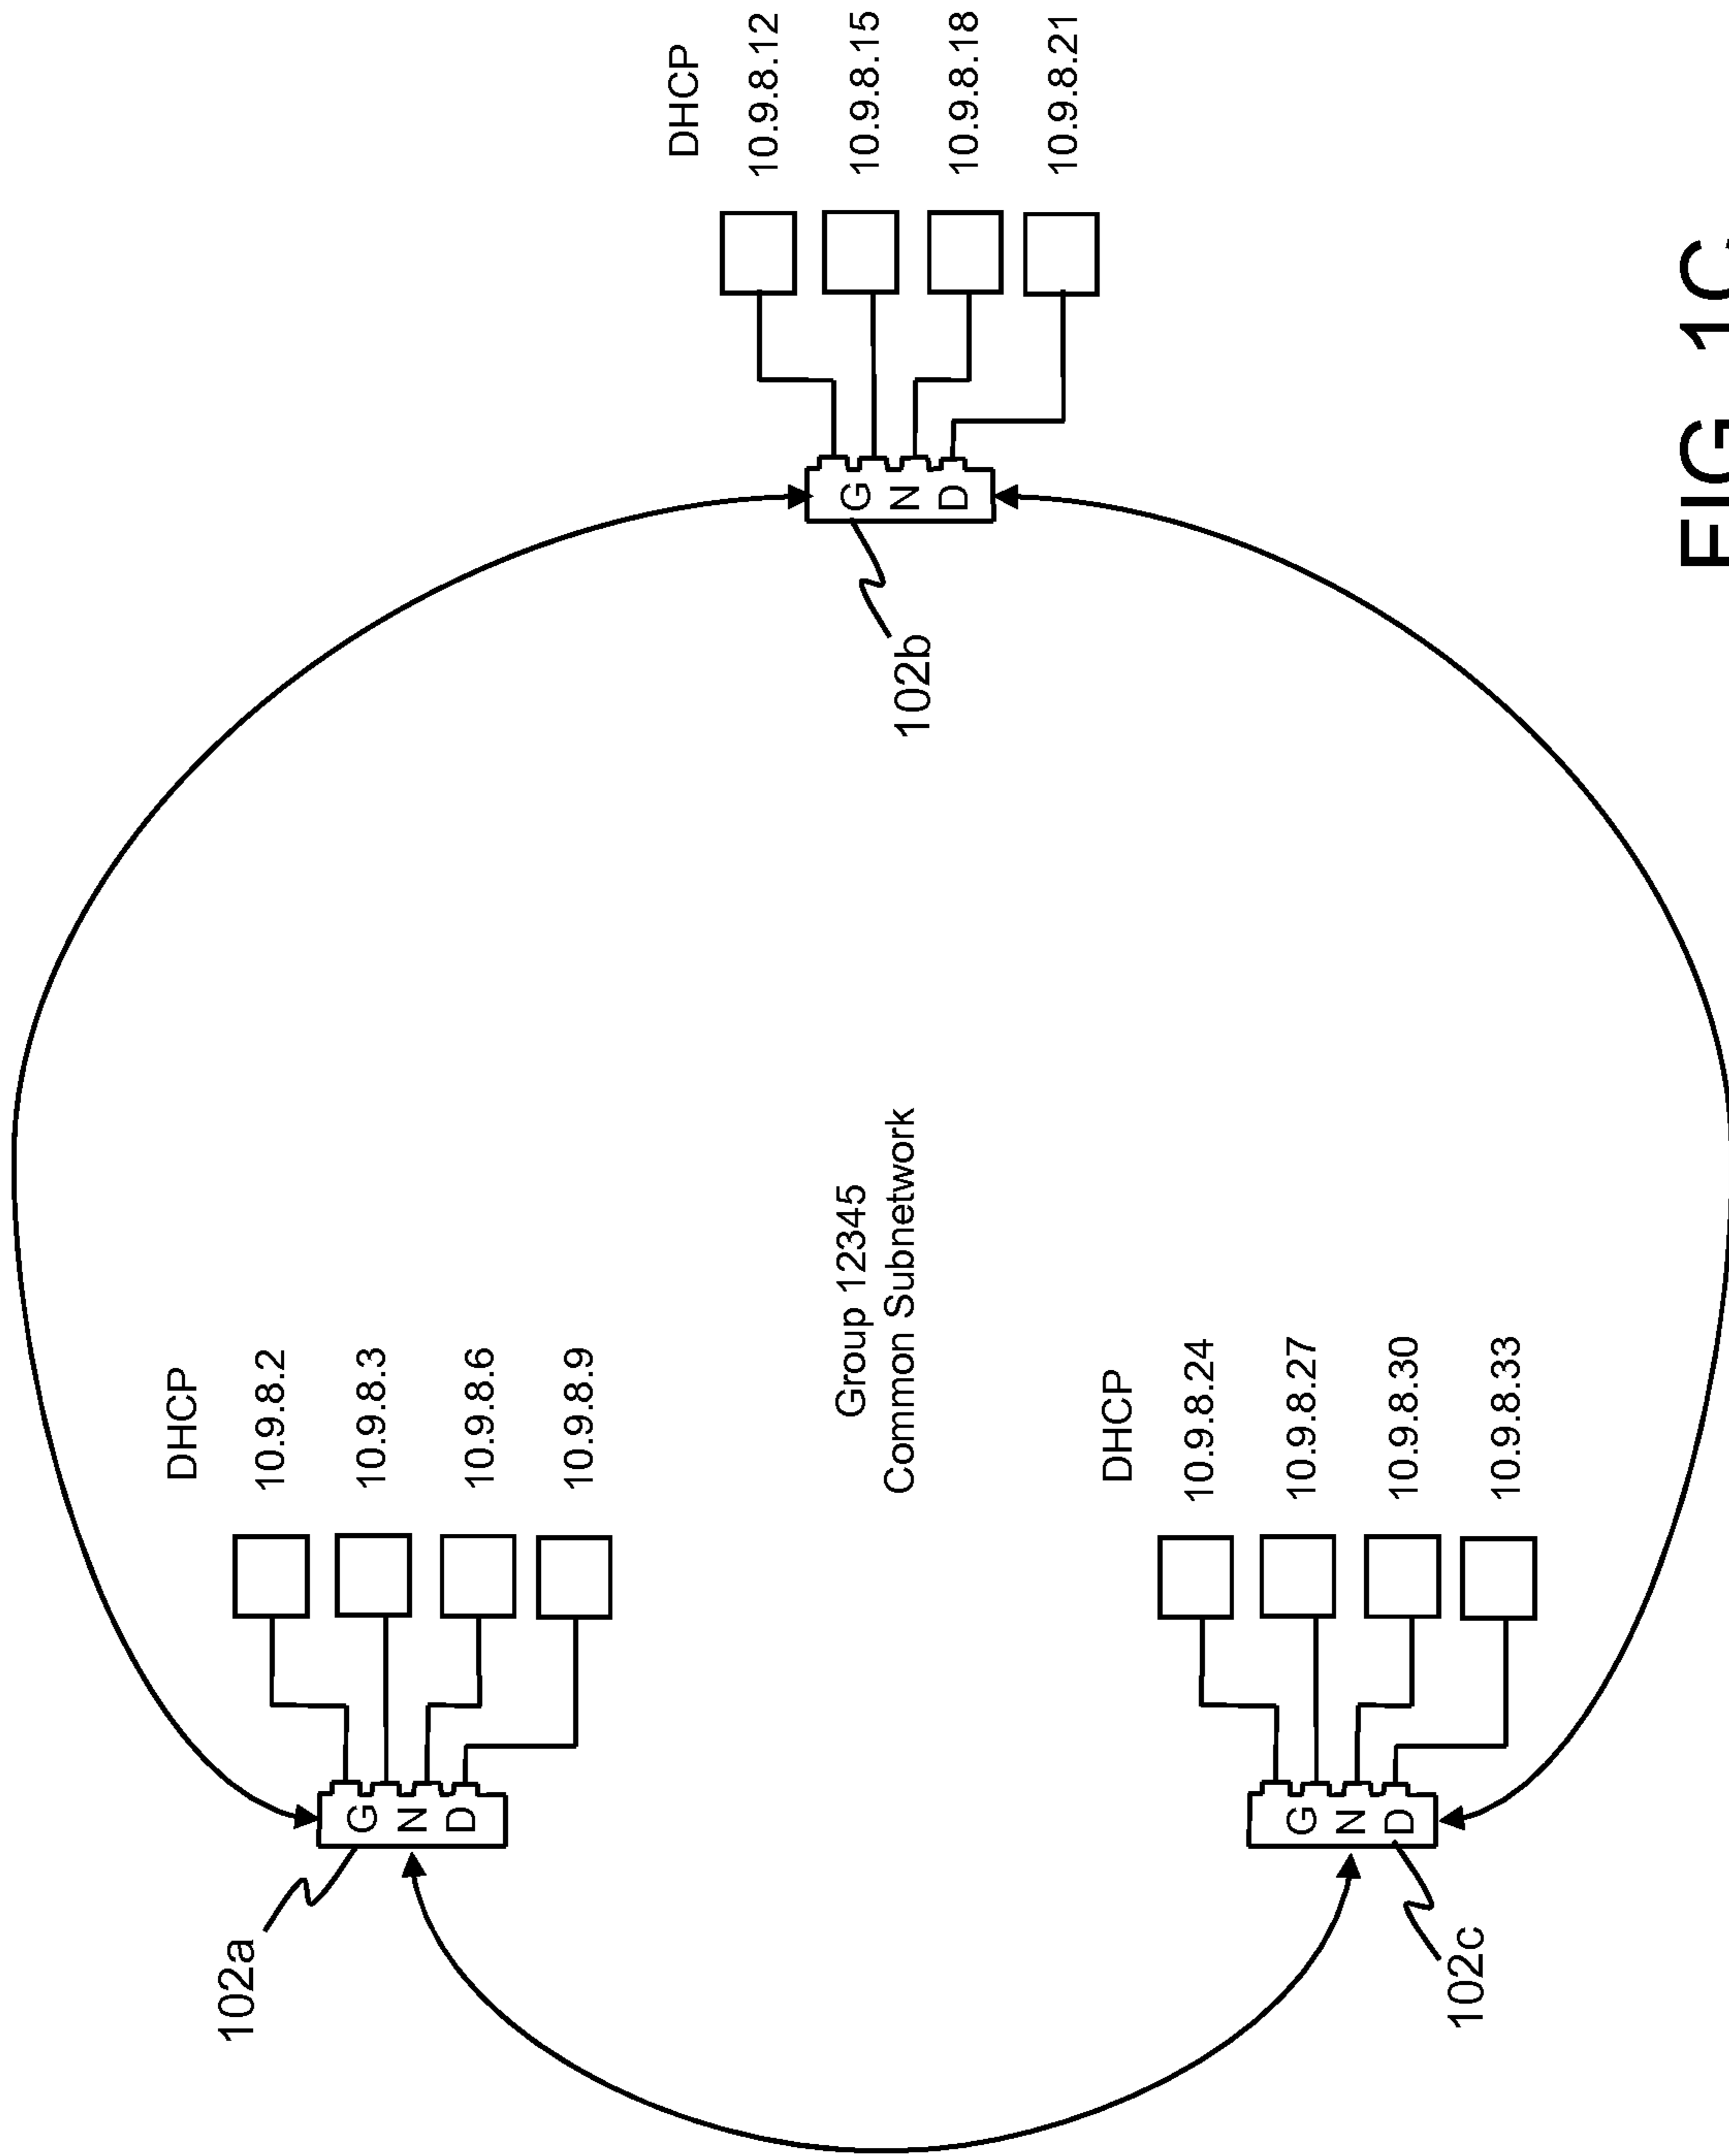 102a
G
N
D
DHCP
10.9.8.2
10.9.8.3
10.9.8.6
10.9.8.9
102b
G
N
D
DHCP
10.9.8.12
10.9.8.15
10.9.8.18
10.9.8.21
Group 12345
Common Subnetwork
102c
G
N
D
DHCP
10.9.8.24
10.9.8.27
10.9.8.30
10.9.8.33
FIG 1C